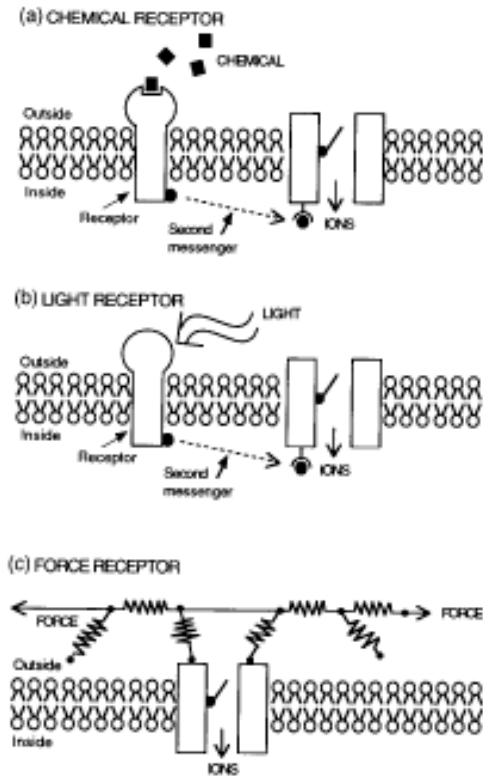 (a) CHEMICAL RECEPTOR
CHEMICAL
Outside
Inside
Receptor
Second
messenger
IONS
(b) LIGHT RECEPTOR
LIGHT
Outside
Inside
Receptor
Second
messenger
IONS
(c) FORCE RECEPTOR
FORCE
FORCE
Outside
Inside
IONS